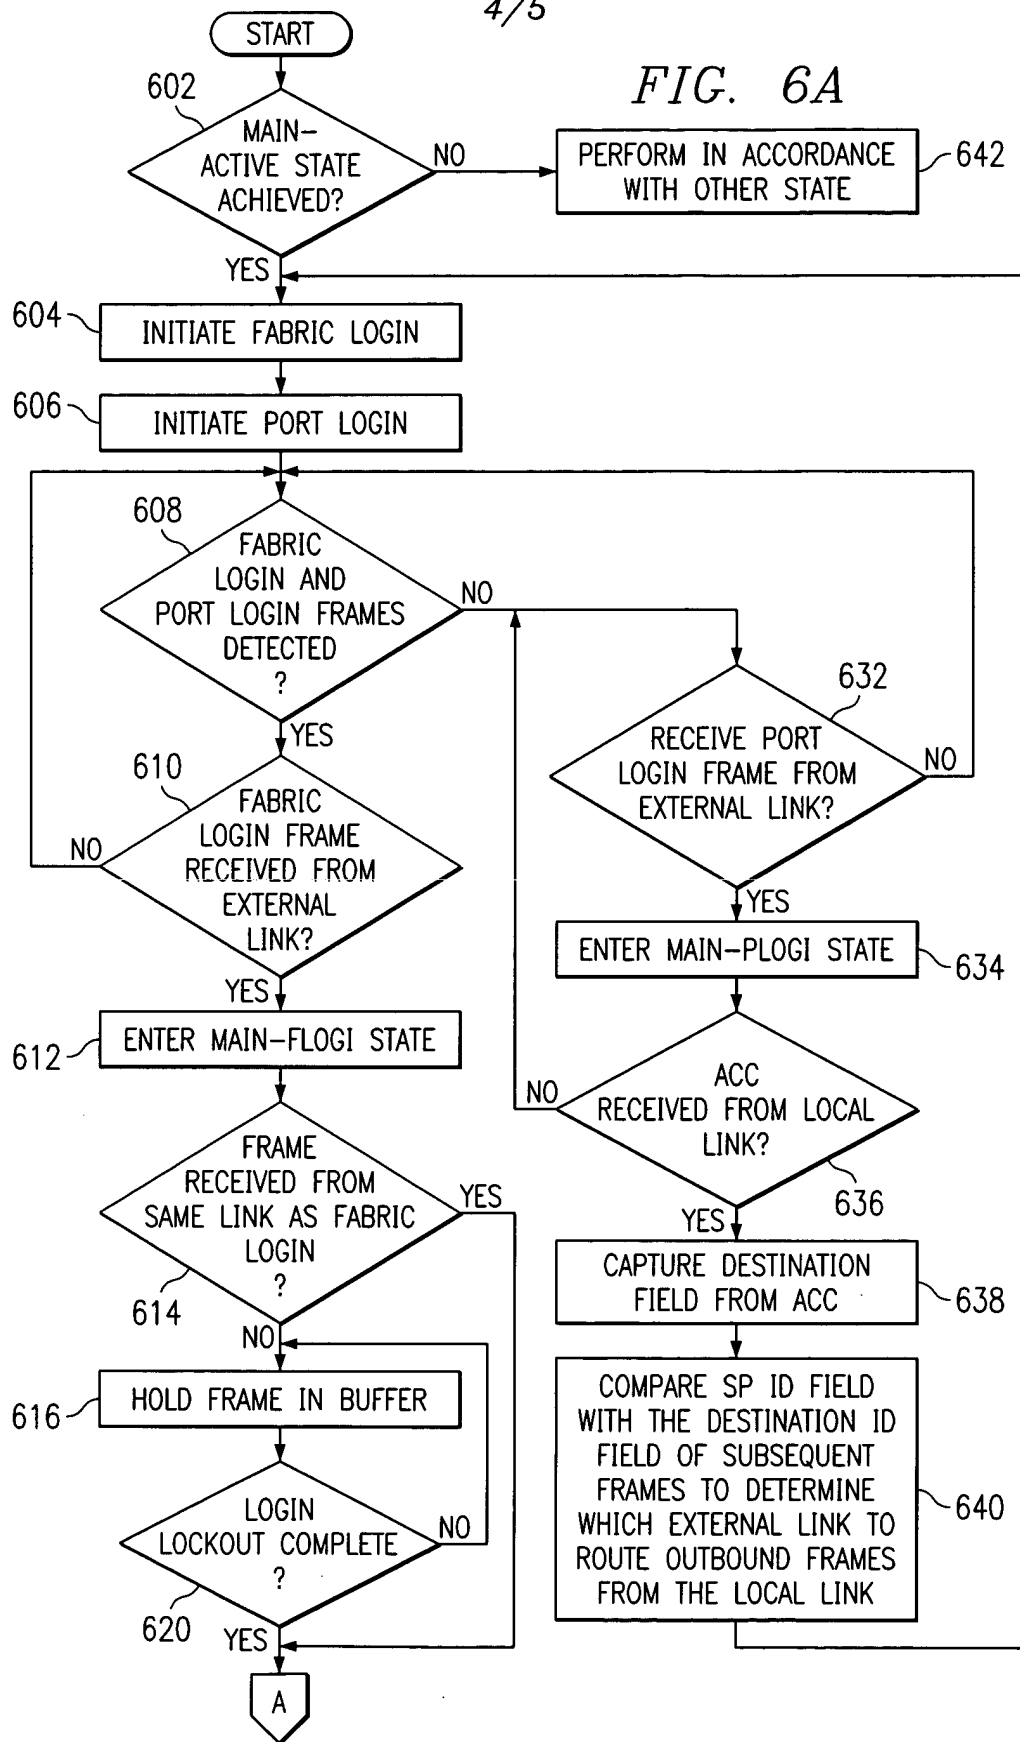 4/5
START
FIG. 6A
602
MAIN-
ACTIVE STATE
ACHIEVED?
NO
PERFORM IN ACCORDANCE
WITH OTHER STATE
642
YES
604
INITIATE FABRIC LOGIN
606
INITIATE PORT LOGIN
608
FABRIC
LOGIN AND
PORT LOGIN FRAMES
DETECTED
?
NO
YES
632
RECEIVE PORT
LOGIN FRAME FROM
EXTERNAL LINK?
NO
YES
610
FABRIC
LOGIN FRAME
RECEIVED FROM
EXTERNAL
LINK?
NO
YES
ENTER MAIN-PLOGI STATE
634
612
ENTER MAIN-FLOGI STATE
ACC
RECEIVED FROM LOCAL
LINK?
NO
636
YES
FRAME
RECEIVED FROM
SAME LINK AS FABRIC
LOGIN
?
YES
614
NO
CAPTURE DESTINATION
FIELD FROM ACC
638
616
HOLD FRAME IN BUFFER
COMPARE SP ID FIELD
WITH THE DESTINATION ID
FIELD OF SUBSEQUENT
FRAMES TO DETERMINE
WHICH EXTERNAL LINK TO
ROUTE OUTBOUND FRAMES
FROM THE LOCAL LINK
640
LOGIN
LOCKOUT COMPLETE
?
NO
620
YES
A